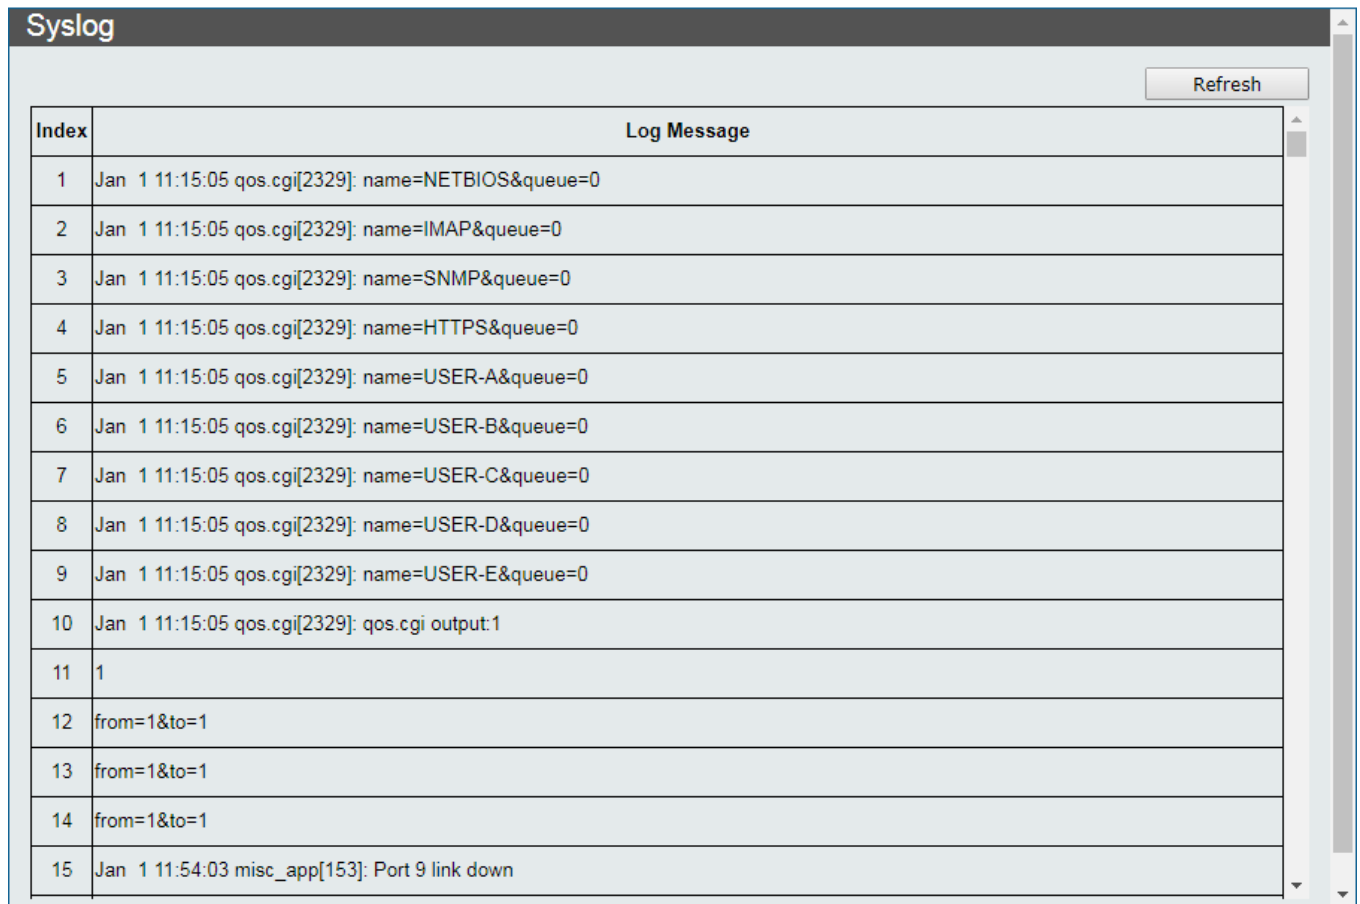 Syslog
Refresh
Index Log Message
1 Jan  1 11:15:05 qos.cgi[2329]: name=NETBIOS&queue=0
2 Jan  1 11:15:05 qos.cgi[2329]: name=IMAP&queue=0
3 Jan  1 11:15:05 qos.cgi[2329]: name=SNMP&queue=0
4 Jan  1 11:15:05 qos.cgi[2329]: name=HTTPS&queue=0
5 Jan  1 11:15:05 qos.cgi[2329]: name=USER-A&queue=0
6 Jan  1 11:15:05 qos.cgi[2329]: name=USER-B&queue=0
7 Jan  1 11:15:05 qos.cgi[2329]: name=USER-C&queue=0
8 Jan  1 11:15:05 qos.cgi[2329]: name=USER-D&queue=0
9 Jan  1 11:15:05 qos.cgi[2329]: name=USER-E&queue=0
10 Jan  1 11:15:05 qos.cgi[2329]: qos.cgi output:1
11 1
12 from=1&to=1
13 from=1&to=1
14 from=1&to=1
15 Jan  1 11:54:03 misc_app[153]: Port 9 link down